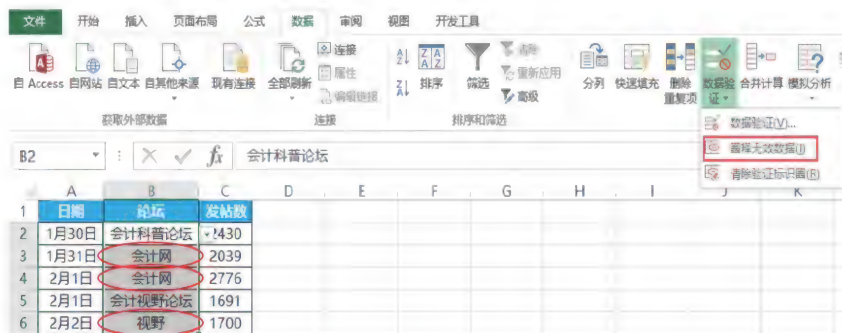 文件 开始 插入 页面布局 公式 数据 审阅 视图 开发工具
连接 清除
属性 重新应用
编辑链接 高级
自 Access 自网站 自文本 自其他来源 现有连接 全部刷新 排序 筛选 分列 快速填充 删除重复项 数据验证 合并计算 模拟分析
获取外部数据 连接 排序和筛选
数据验证(V)...
圈释无效数据(I)
清除验证标识圈(R)
B2 fx 会计科普论坛
A B C D E F G H I J K
1 日期 论坛 发帖数
2 1月30日 会计科普论坛 2430
3 1月31日 会计网 2039
4 2月1日 会计网 2776
5 2月1日 会计视野论坛 1691
6 2月2日 视野 1700